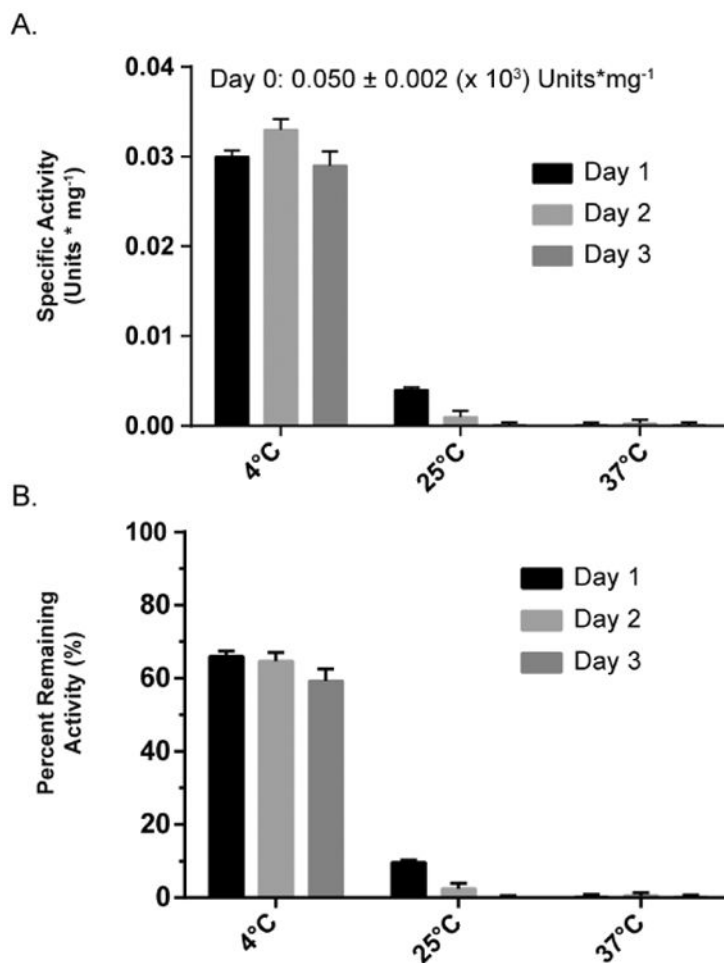 A.
Day 0: 0.050 ± 0.002 (x 10³) Units*mg⁻¹
Specific Activity
(Units * mg⁻¹)
0.04
0.03
0.02
0.01
0.00
Day 1
Day 2
Day 3
4°C
25°C
37°C
B.
Percent Remaining
Activity (%)
100
80
60
40
20
0
Day 1
Day 2
Day 3
4°C
25°C
37°C